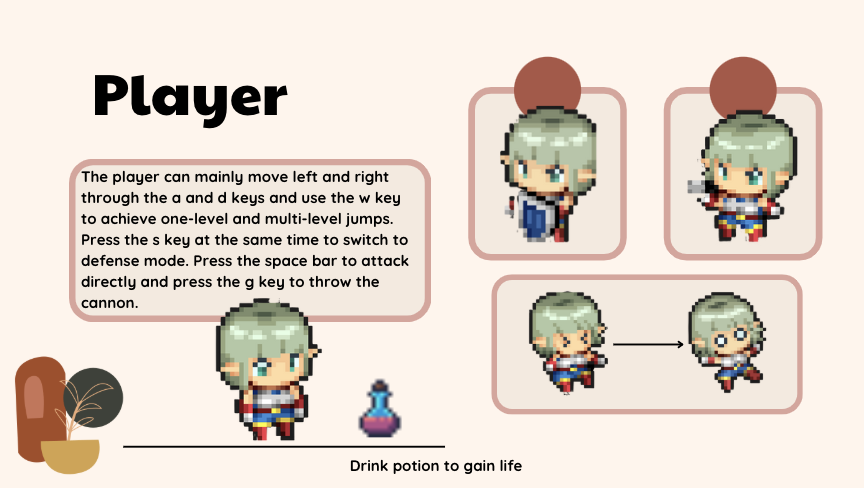 Player
The player can mainly move left and right
through the a and d keys and use the w key
to achieve one-level and multi-level jumps.
Press the s key at the same time to switch to
defense mode. Press the space bar to attack
directly and press the g key to throw the
cannon.
Drink potion to gain life